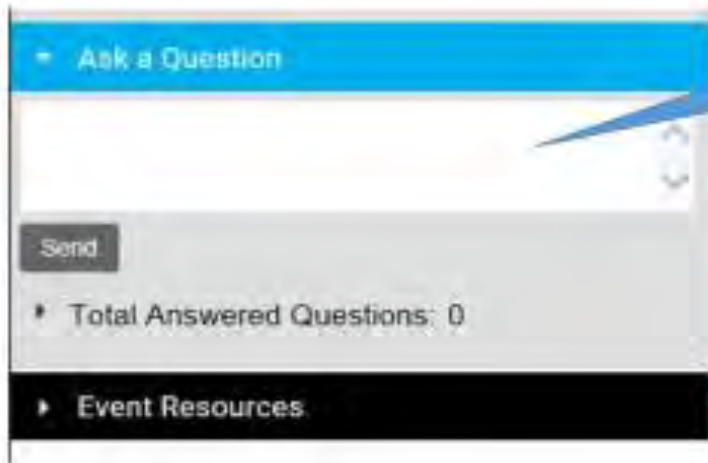 Ask a Question
Send
Total Answered Questions: 0
Event Resources